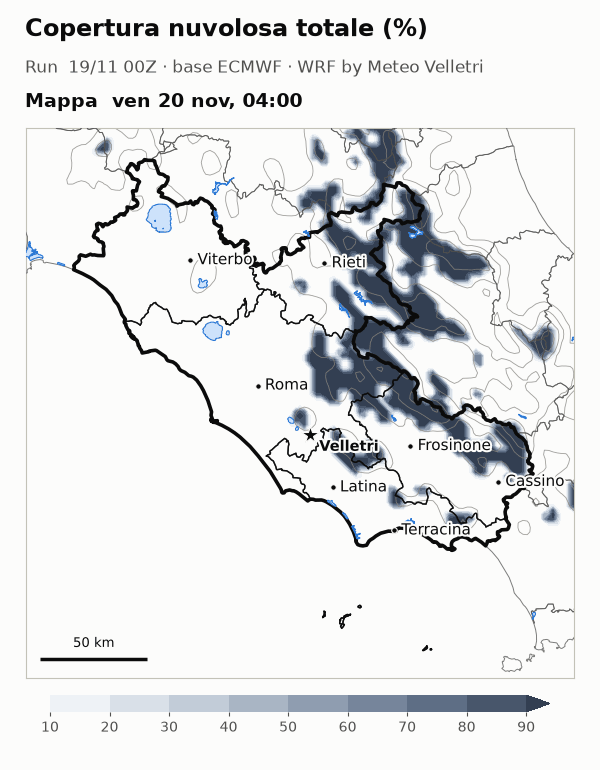 Copertura nuvolosa totale (%)
Run  19/11 00Z · base ECMWF · WRF by Meteo Velletri
Mappa  ven 20 nov, 04:00
Viterbo
Rieti
Roma
Velletri
Frosinone
Latina
Cassino
Terracina
50 km
10 20 30 40 50 60 70 80 90